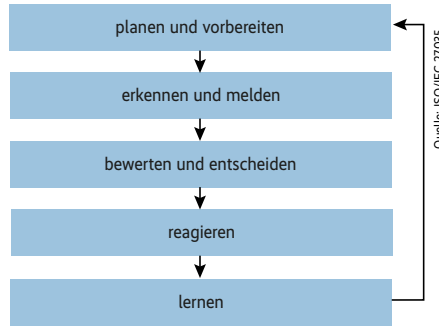 planen und vorbereiten
erkennen und melden
bewerten und entscheiden
reagieren
lernen
Quelle: ISO/IEC 27035